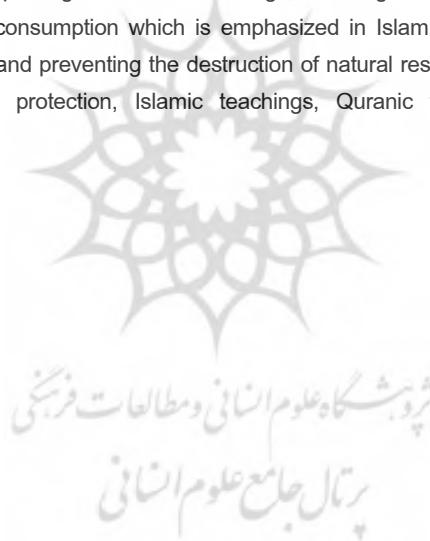 consumption which is emphasized in Islam
and preventing the destruction of natural res
protection, Islamic teachings, Quranic
پژوهشگاه علوم انسانی و مطالعات فرهنگی
پرتال جامع علوم انسانی